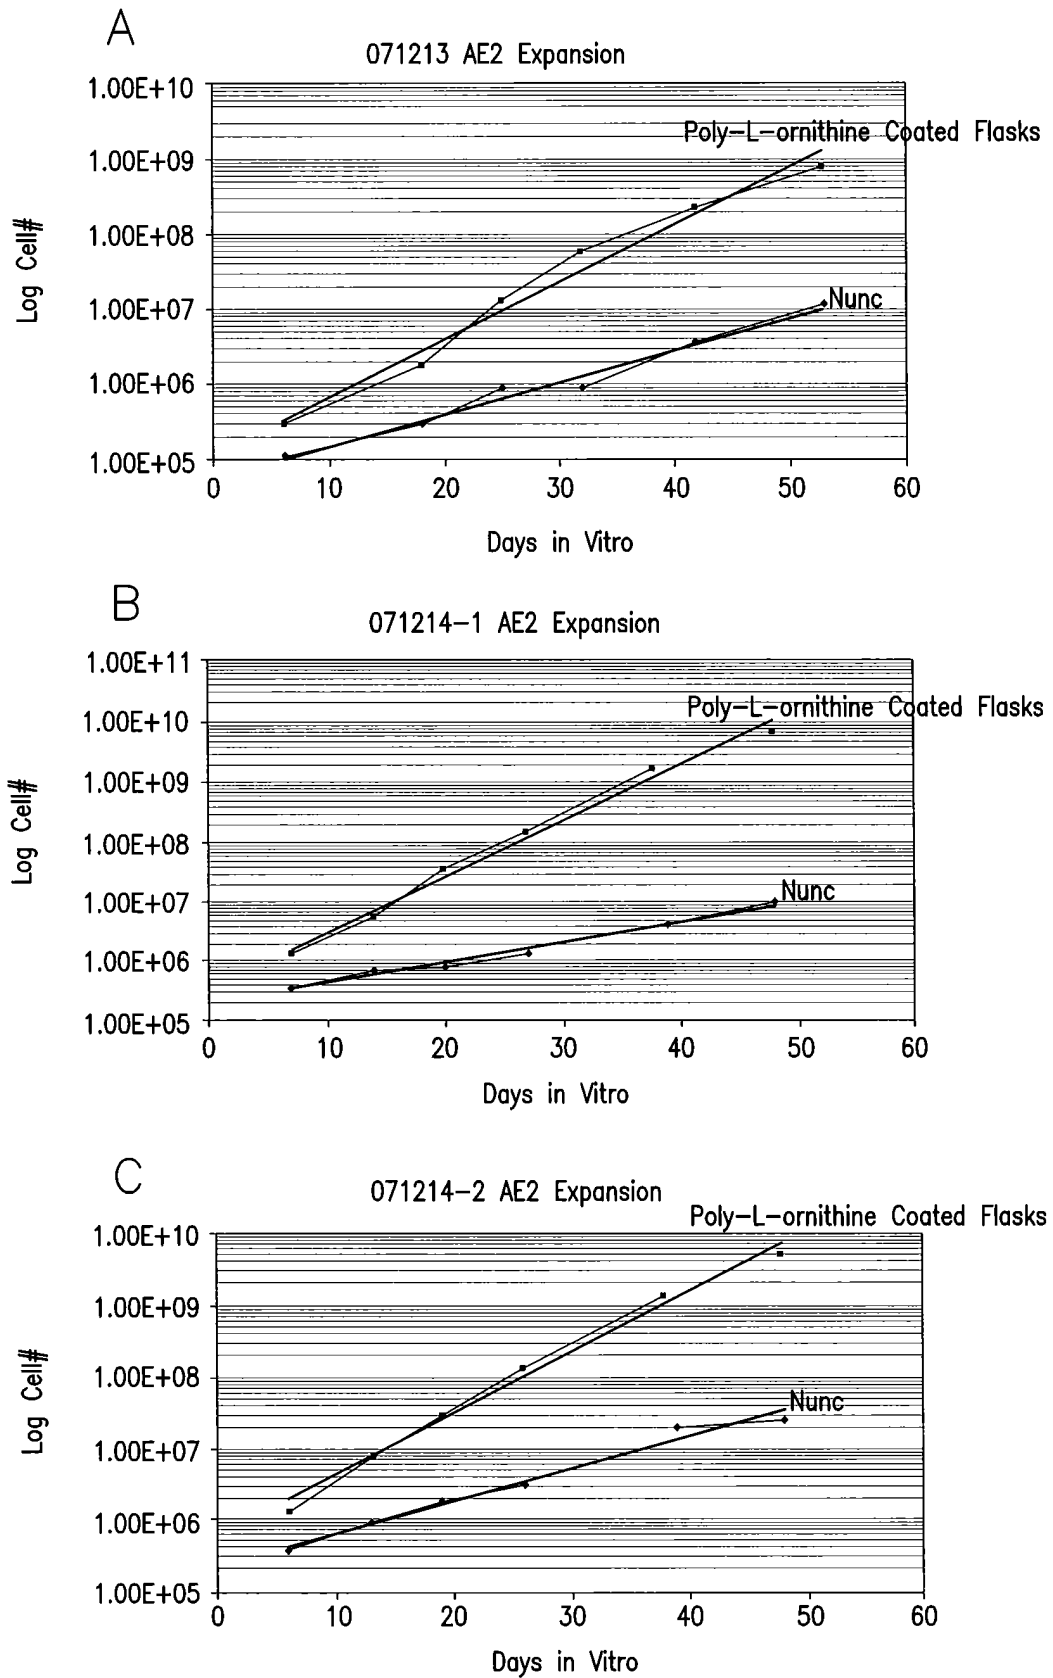 A
071213 AE2 Expansion
1.00E+10
1.00E+09
1.00E+08
1.00E+07
1.00E+06
1.00E+05
Log Cell#
Poly-L-ornithine Coated Flasks
Nunc
0 10 20 30 40 50 60
Days in Vitro
B
071214-1 AE2 Expansion
1.00E+11
1.00E+10
1.00E+09
1.00E+08
1.00E+07
1.00E+06
1.00E+05
Log Cell#
Poly-L-ornithine Coated Flasks
Nunc
0 10 20 30 40 50 60
Days in Vitro
C
071214-2 AE2 Expansion
Poly-L-ornithine Coated Flasks
1.00E+10
1.00E+09
1.00E+08
1.00E+07
1.00E+06
1.00E+05
Log Cell#
Nunc
0 10 20 30 40 50 60
Days in Vitro